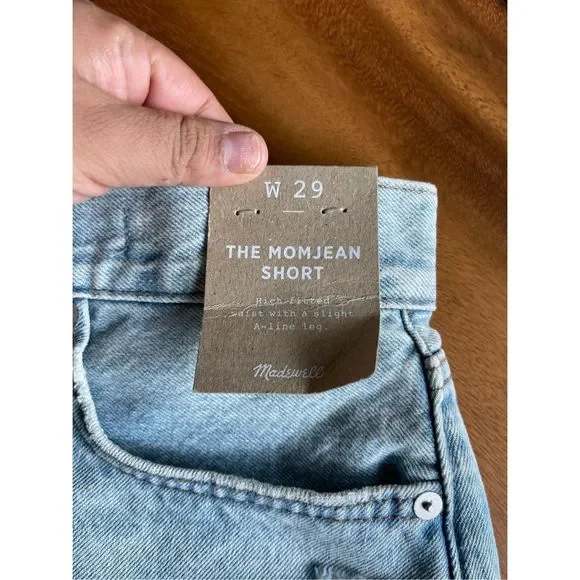 W 29
THE MOMJEAN
SHORT
High fitted
waist with a slight
A-line leg.
Madewell